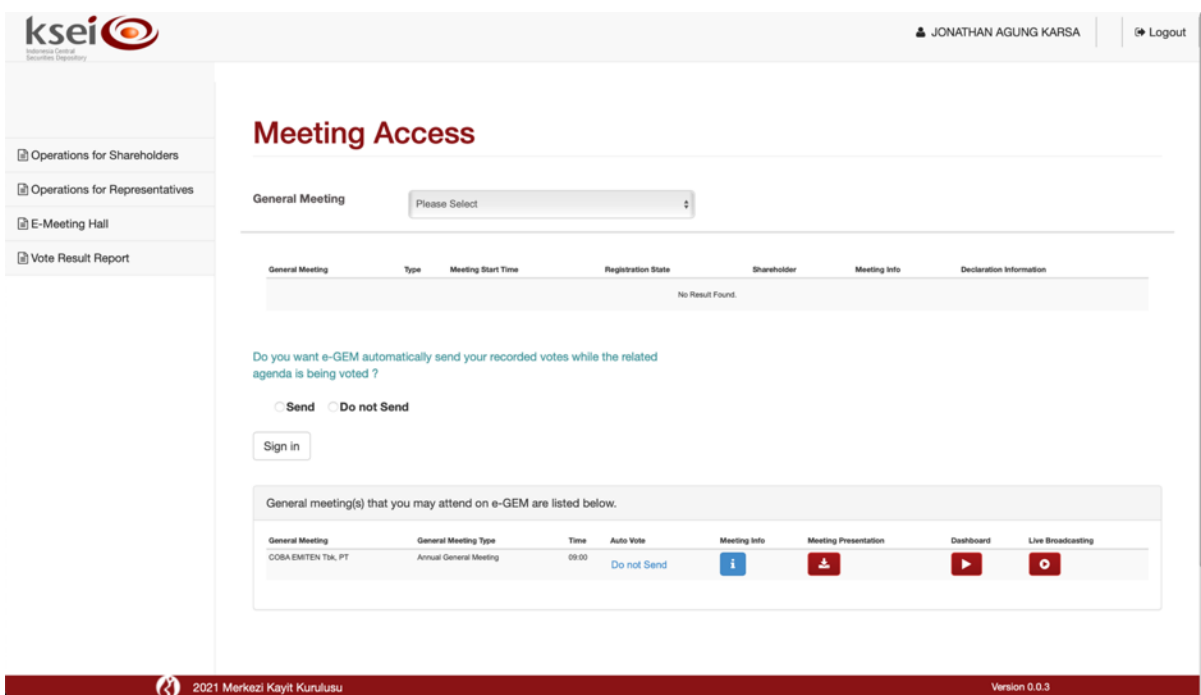 ksei
Indonesia Central
Securities Depository
JONATHAN AGUNG KARSA
Logout
Operations for Shareholders
Operations for Representatives
E-Meeting Hall
Vote Result Report
Meeting Access
General Meeting
Please Select
General Meeting Type Meeting Start Time Registration State Shareholder Meeting Info Declaration Information
No Result Found.
Do you want e-GEM automatically send your recorded votes while the related
agenda is being voted ?
Send Do not Send
Sign in
General meeting(s) that you may attend on e-GEM are listed below.
General Meeting General Meeting Type Time Auto Vote Meeting Info Meeting Presentation Dashboard Live Broadcasting
COBA EMITEN Tbk, PT Annual General Meeting 09:00 Do not Send
2021 Merkezi Kayit Kurulusu Version 0.0.3